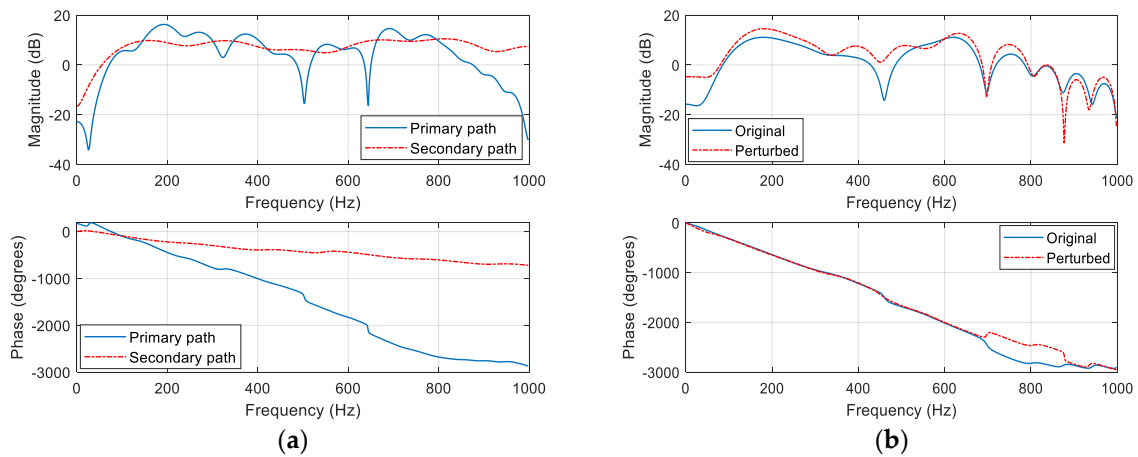 Magnitude (dB)
20
0
-20
-40
Primary path
Secondary path
0
200
400
600
800
1000
Frequency (Hz)
Phase (degrees)
0
-1000
-2000
-3000
Primary path
Secondary path
0
200
400
600
800
1000
Frequency (Hz)
(a)
Magnitude (dB)
20
0
-20
-40
Original
Perturbed
0
200
400
600
800
1000
Frequency (Hz)
Phase (degrees)
0
-1000
-2000
-3000
Original
Perturbed
0
200
400
600
800
1000
Frequency (Hz)
(b)